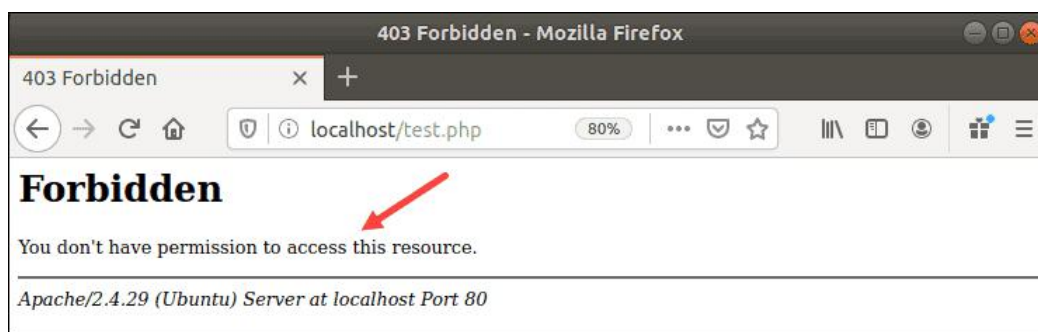 403 Forbidden - Mozilla Firefox
403 Forbidden
localhost/test.php 80%
Forbidden
You don't have permission to access this resource.
Apache/2.4.29 (Ubuntu) Server at localhost Port 80